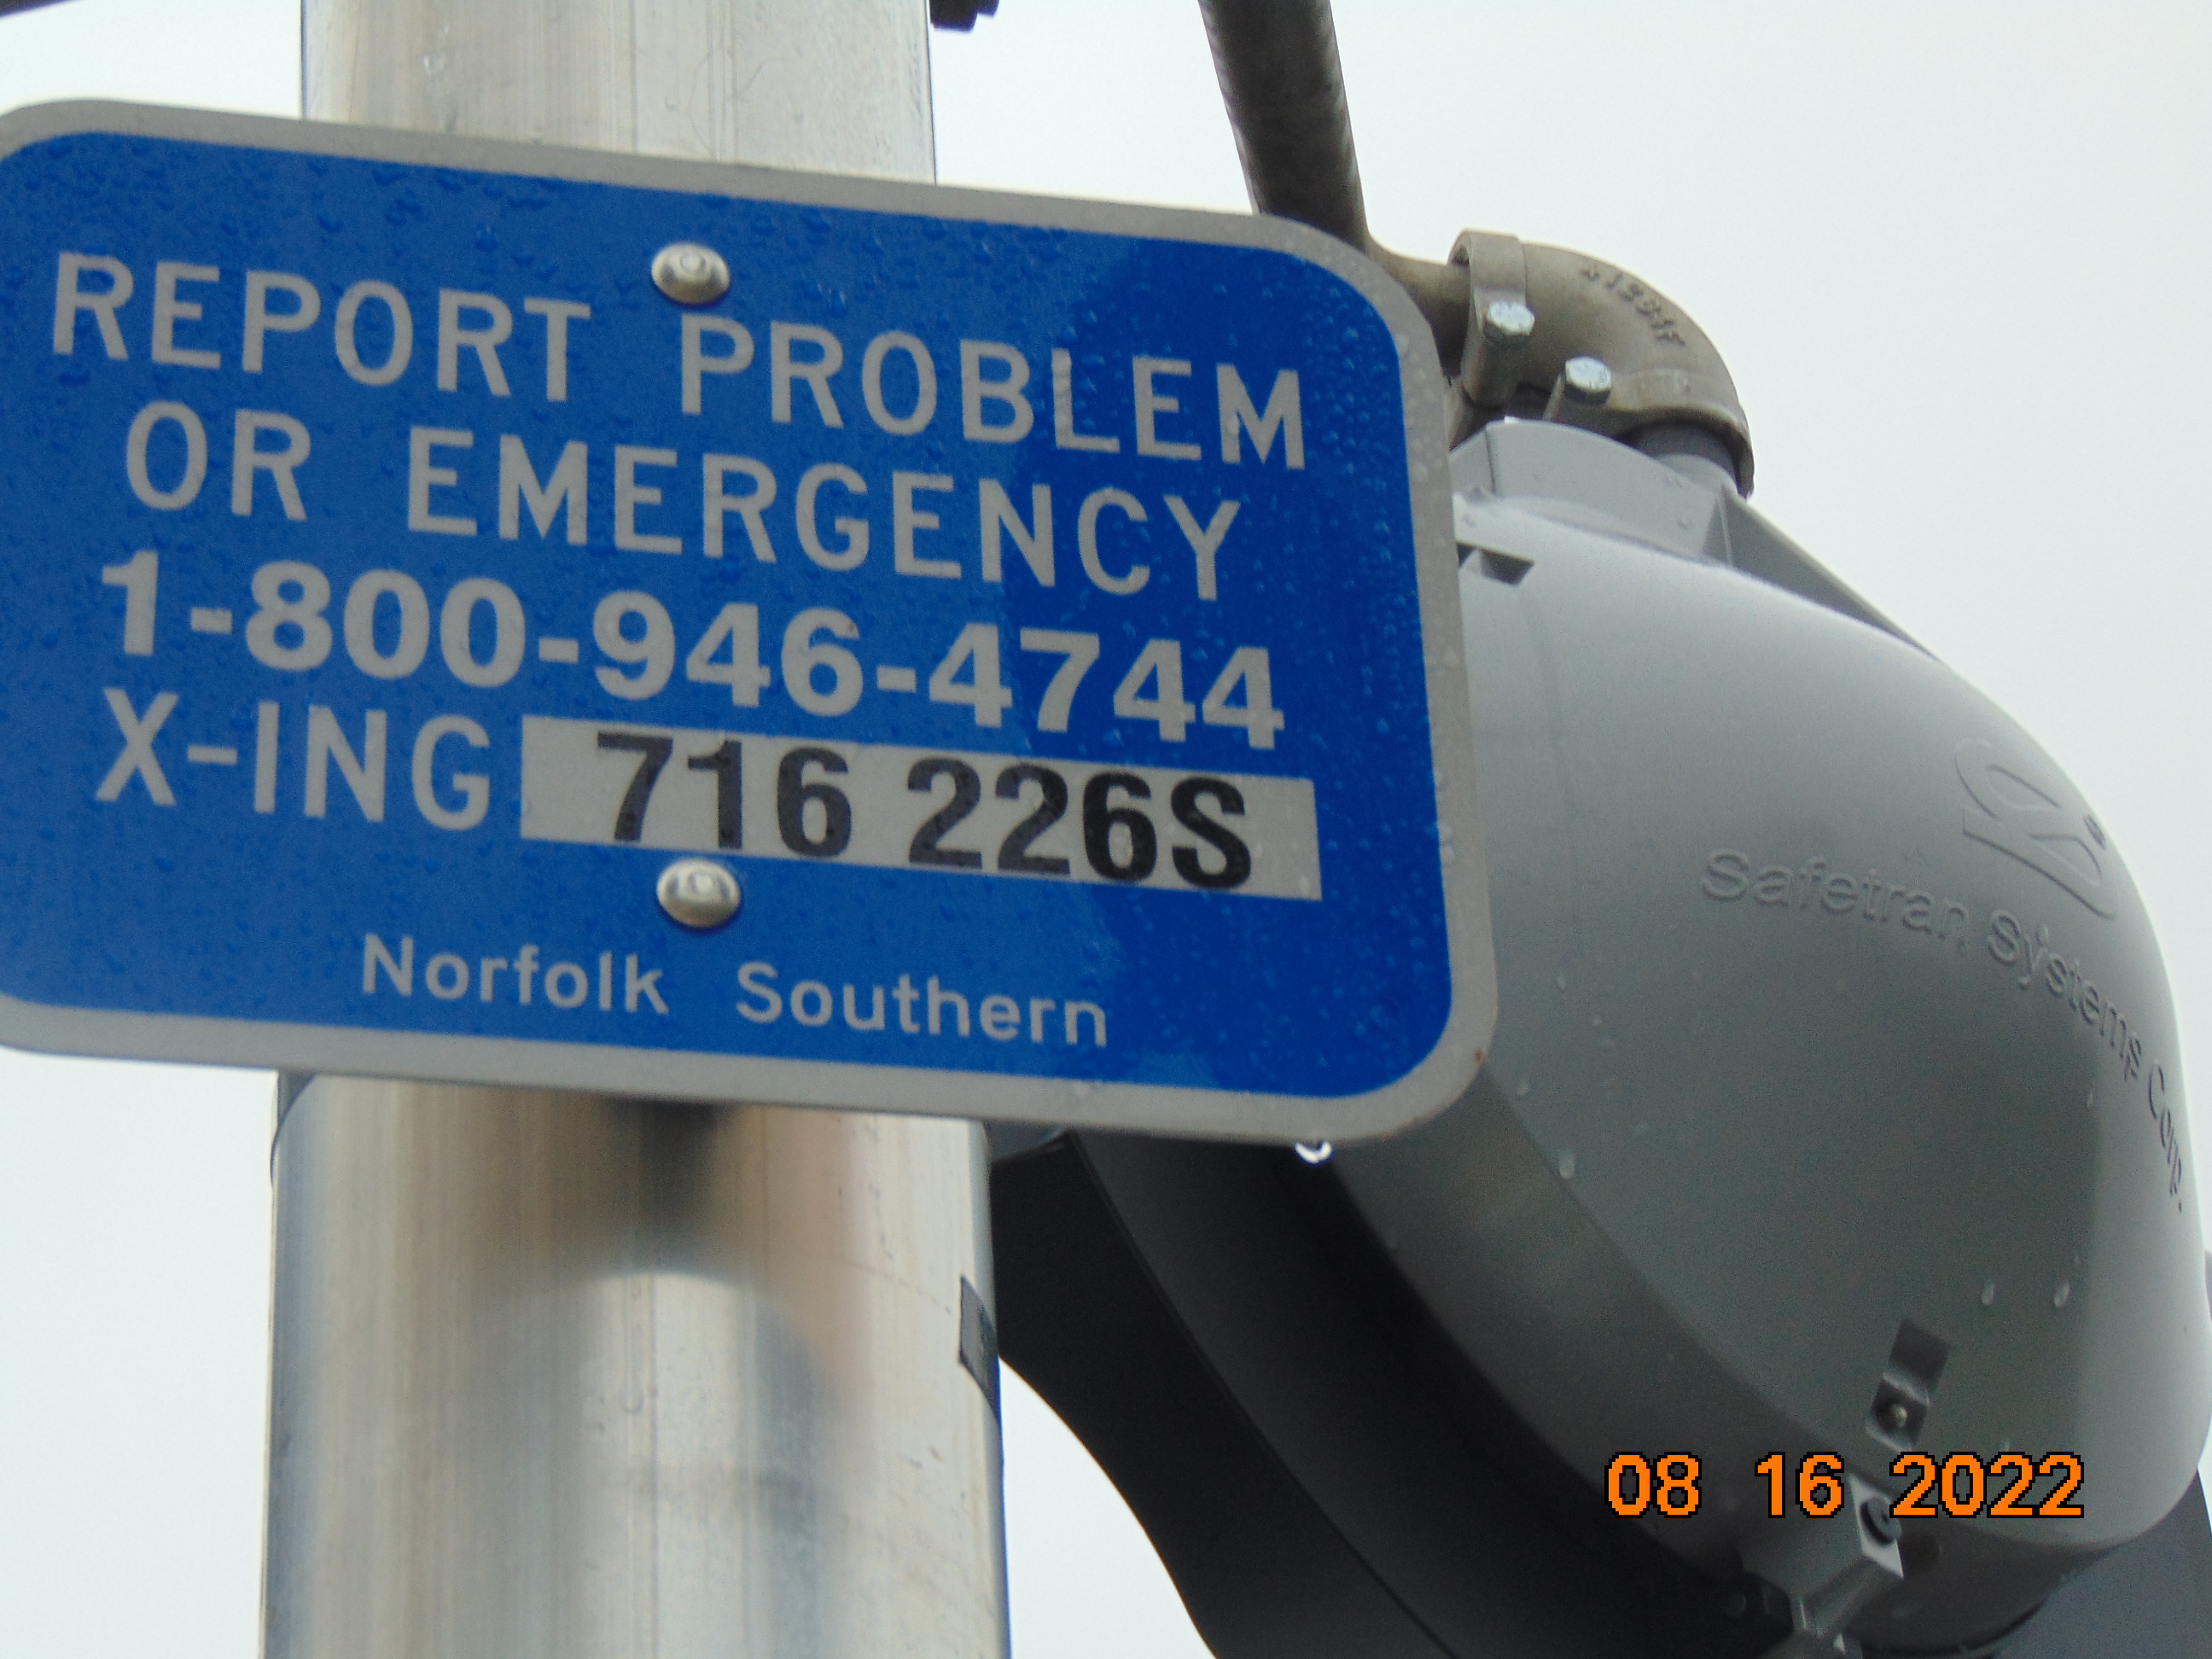 REPORT PROBLEM
OR EMERGENCY
1-800-946-4744
X-ING 716 226S
Norfolk Southern
Safetran Systems Corp.
08 16 2022